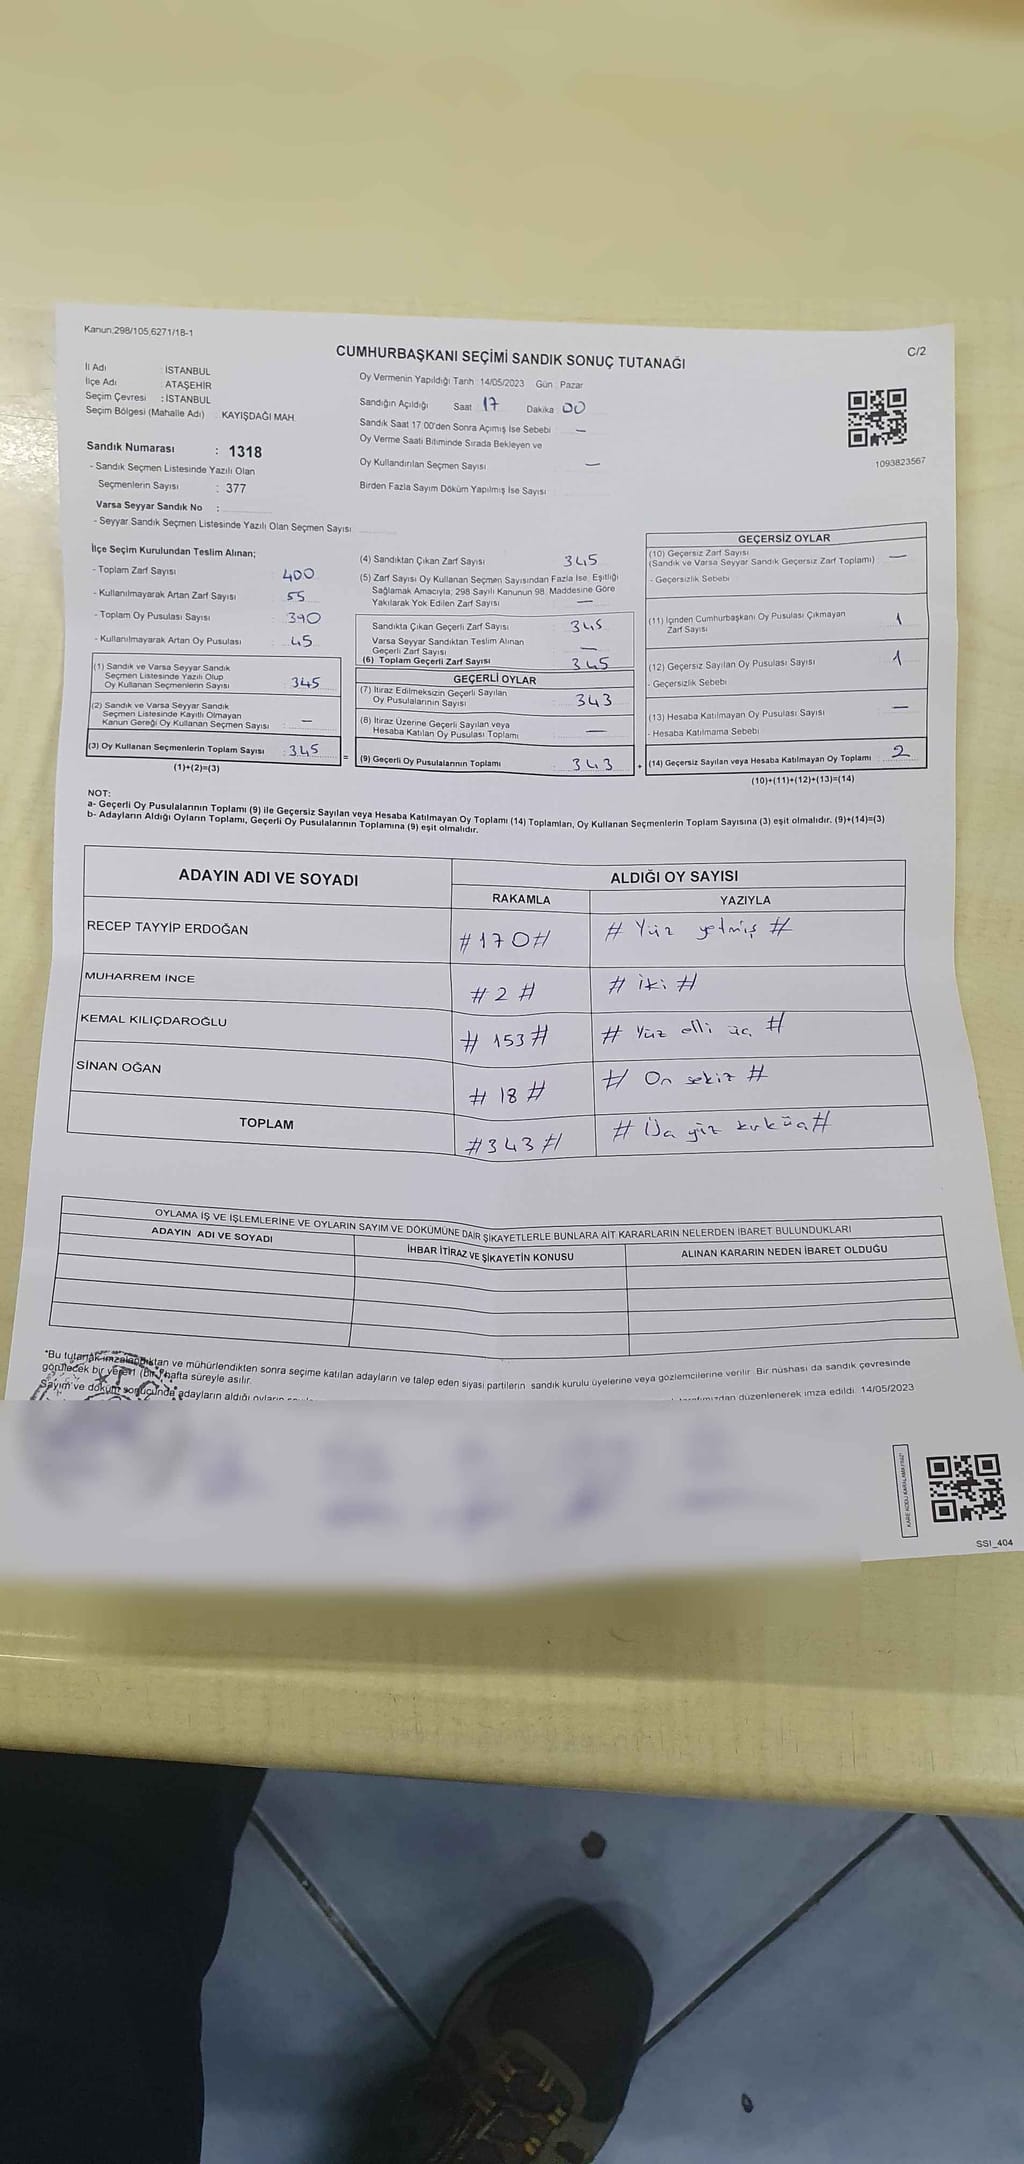 Kanun;298/105,6271/18-1
C/2
CUMHURBAŞKANI SEÇİMİ SANDIK SONUÇ TUTANAĞI
İl Adı : İSTANBUL
İlçe Adı : ATAŞEHİR
Seçim Çevresi : İSTANBUL
Seçim Bölgesi (Mahalle Adı) : KAYIŞDAĞI MAH.
Oy Vermenin Yapıldığı Tarih: 14/05/2023 Gün : Pazar
Sandığın Açıldığı Saat 17 Dakika 00
Sandık Saat 17.00'den Sonra Açımış İse Sebebi : —
Oy Verme Saati Bitiminde Sırada Bekleyen ve
Oy Kullandırılan Seçmen Sayısı —
Birden Fazla Sayım Döküm Yapılmış İse Sayısı
1093823567
Sandık Numarası : 1318
- Sandık Seçmen Listesinde Yazılı Olan
Seçmenlerin Sayısı : 377
Varsa Seyyar Sandık No :
- Seyyar Sandık Seçmen Listesinde Yazılı Olan Seçmen Sayısı
İlçe Seçim Kurulundan Teslim Alınan;
- Toplam Zarf Sayısı : 400
- Kullanılmayarak Artan Zarf Sayısı : 55
- Toplam Oy Pusulası Sayısı : 390
- Kullanılmayarak Artan Oy Pusulası : 45
(1) Sandık ve Varsa Seyyar Sandık
Seçmen Listesinde Yazılı Olup
Oy Kullanan Seçmenlerin Sayısı : 345
(2) Sandık ve Varsa Seyyar Sandık
Seçmen Listesinde Kayıtlı Olmayan
Kanun Gereği Oy Kullanan Seçmen Sayısı : —
(3) Oy Kullanan Seçmenlerin Toplam Sayısı : 345
(1)+(2)=(3)
=
(4) Sandıktan Çıkan Zarf Sayısı : 345
(5) Zarf Sayısı Oy Kullanan Seçmen Sayısından Fazla İse, Eşitliği
Sağlamak Amacıyla; 298 Sayılı Kanunun 98. Maddesine Göre
Yakılarak Yok Edilen Zarf Sayısı : —
Sandıkta Çıkan Geçerli Zarf Sayısı : 345
Varsa Seyyar Sandıktan Teslim Alınan
Geçerli Zarf Sayısı : —
(6) Toplam Geçerli Zarf Sayısı : 345
GEÇERLİ OYLAR
(7) İtiraz Edilmeksizin Geçerli Sayılan
Oy Pusulalarının Sayısı : 343
(8) İtiraz Üzerine Geçerli Sayılan veya
Hesaba Katılan Oy Pusulası Toplamı : —
(9) Geçerli Oy Pusulalarının Toplamı : 343
+
GEÇERSİZ OYLAR
(10) Geçersiz Zarf Sayısı
(Sandık ve Varsa Seyyar Sandık Geçersiz Zarf Toplamı) —
- Geçersizlik Sebebi
(11) İçinden Cumhurbaşkanı Oy Pusulası Çıkmayan
Zarf Sayısı 1
(12) Geçersiz Sayılan Oy Pusulası Sayısı 1
- Geçersizlik Sebebi
(13) Hesaba Katılmayan Oy Pusulası Sayısı —
- Hesaba Katılmama Sebebi
(14) Geçersiz Sayılan veya Hesaba Katılmayan Oy Toplamı 2
(10)+(11)+(12)+(13)=(14)
NOT:
a- Geçerli Oy Pusulalarının Toplamı (9) ile Geçersiz Sayılan veya Hesaba Katılmayan Oy Toplamı (14) Toplamları, Oy Kullanan Seçmenlerin Toplam Sayısına (3) eşit olmalıdır. (9)+(14)=(3)
b- Adayların Aldığı Oyların Toplamı, Geçerli Oy Pusulalarının Toplamına (9) eşit olmalıdır.
ADAYIN ADI VE SOYADI
ALDIĞI OY SAYISI
RAKAMLA YAZIYLA
RECEP TAYYİP ERDOĞAN #170# # Yüz yetmiş #
MUHARREM İNCE #2# # iki #
KEMAL KILIÇDAROĞLU # 153 # # Yüz elli üç #
SİNAN OĞAN # 18 # # On sekiz #
TOPLAM #343# # Üç yüz kırküç #
OYLAMA İŞ VE İŞLEMLERİNE VE OYLARIN SAYIM VE DÖKÜMÜNE DAİR ŞİKAYETLERLE BUNLARA AİT KARARLARIN NELERDEN İBARET BULUNDUKLARI
ADAYIN ADI VE SOYADI İHBAR İTİRAZ VE ŞİKAYETİN KONUSU ALINAN KARARIN NEDEN İBARET OLDUĞU
"Bu tutanak imzalandıktan ve mühürlendikten sonra seçime katılan adayların ve talep eden siyasi partilerin sandık kurulu üyelerine veya gözlemcilerine verilir. Bir nüshası da sandık çevresinde
görülecek bir yere (bir) hafta süreyle asılır.
Sayım ve döküm sonucunda adayların aldığı düzenlenerek imza edildi. 14/05/2023
T.C.
SSI_404